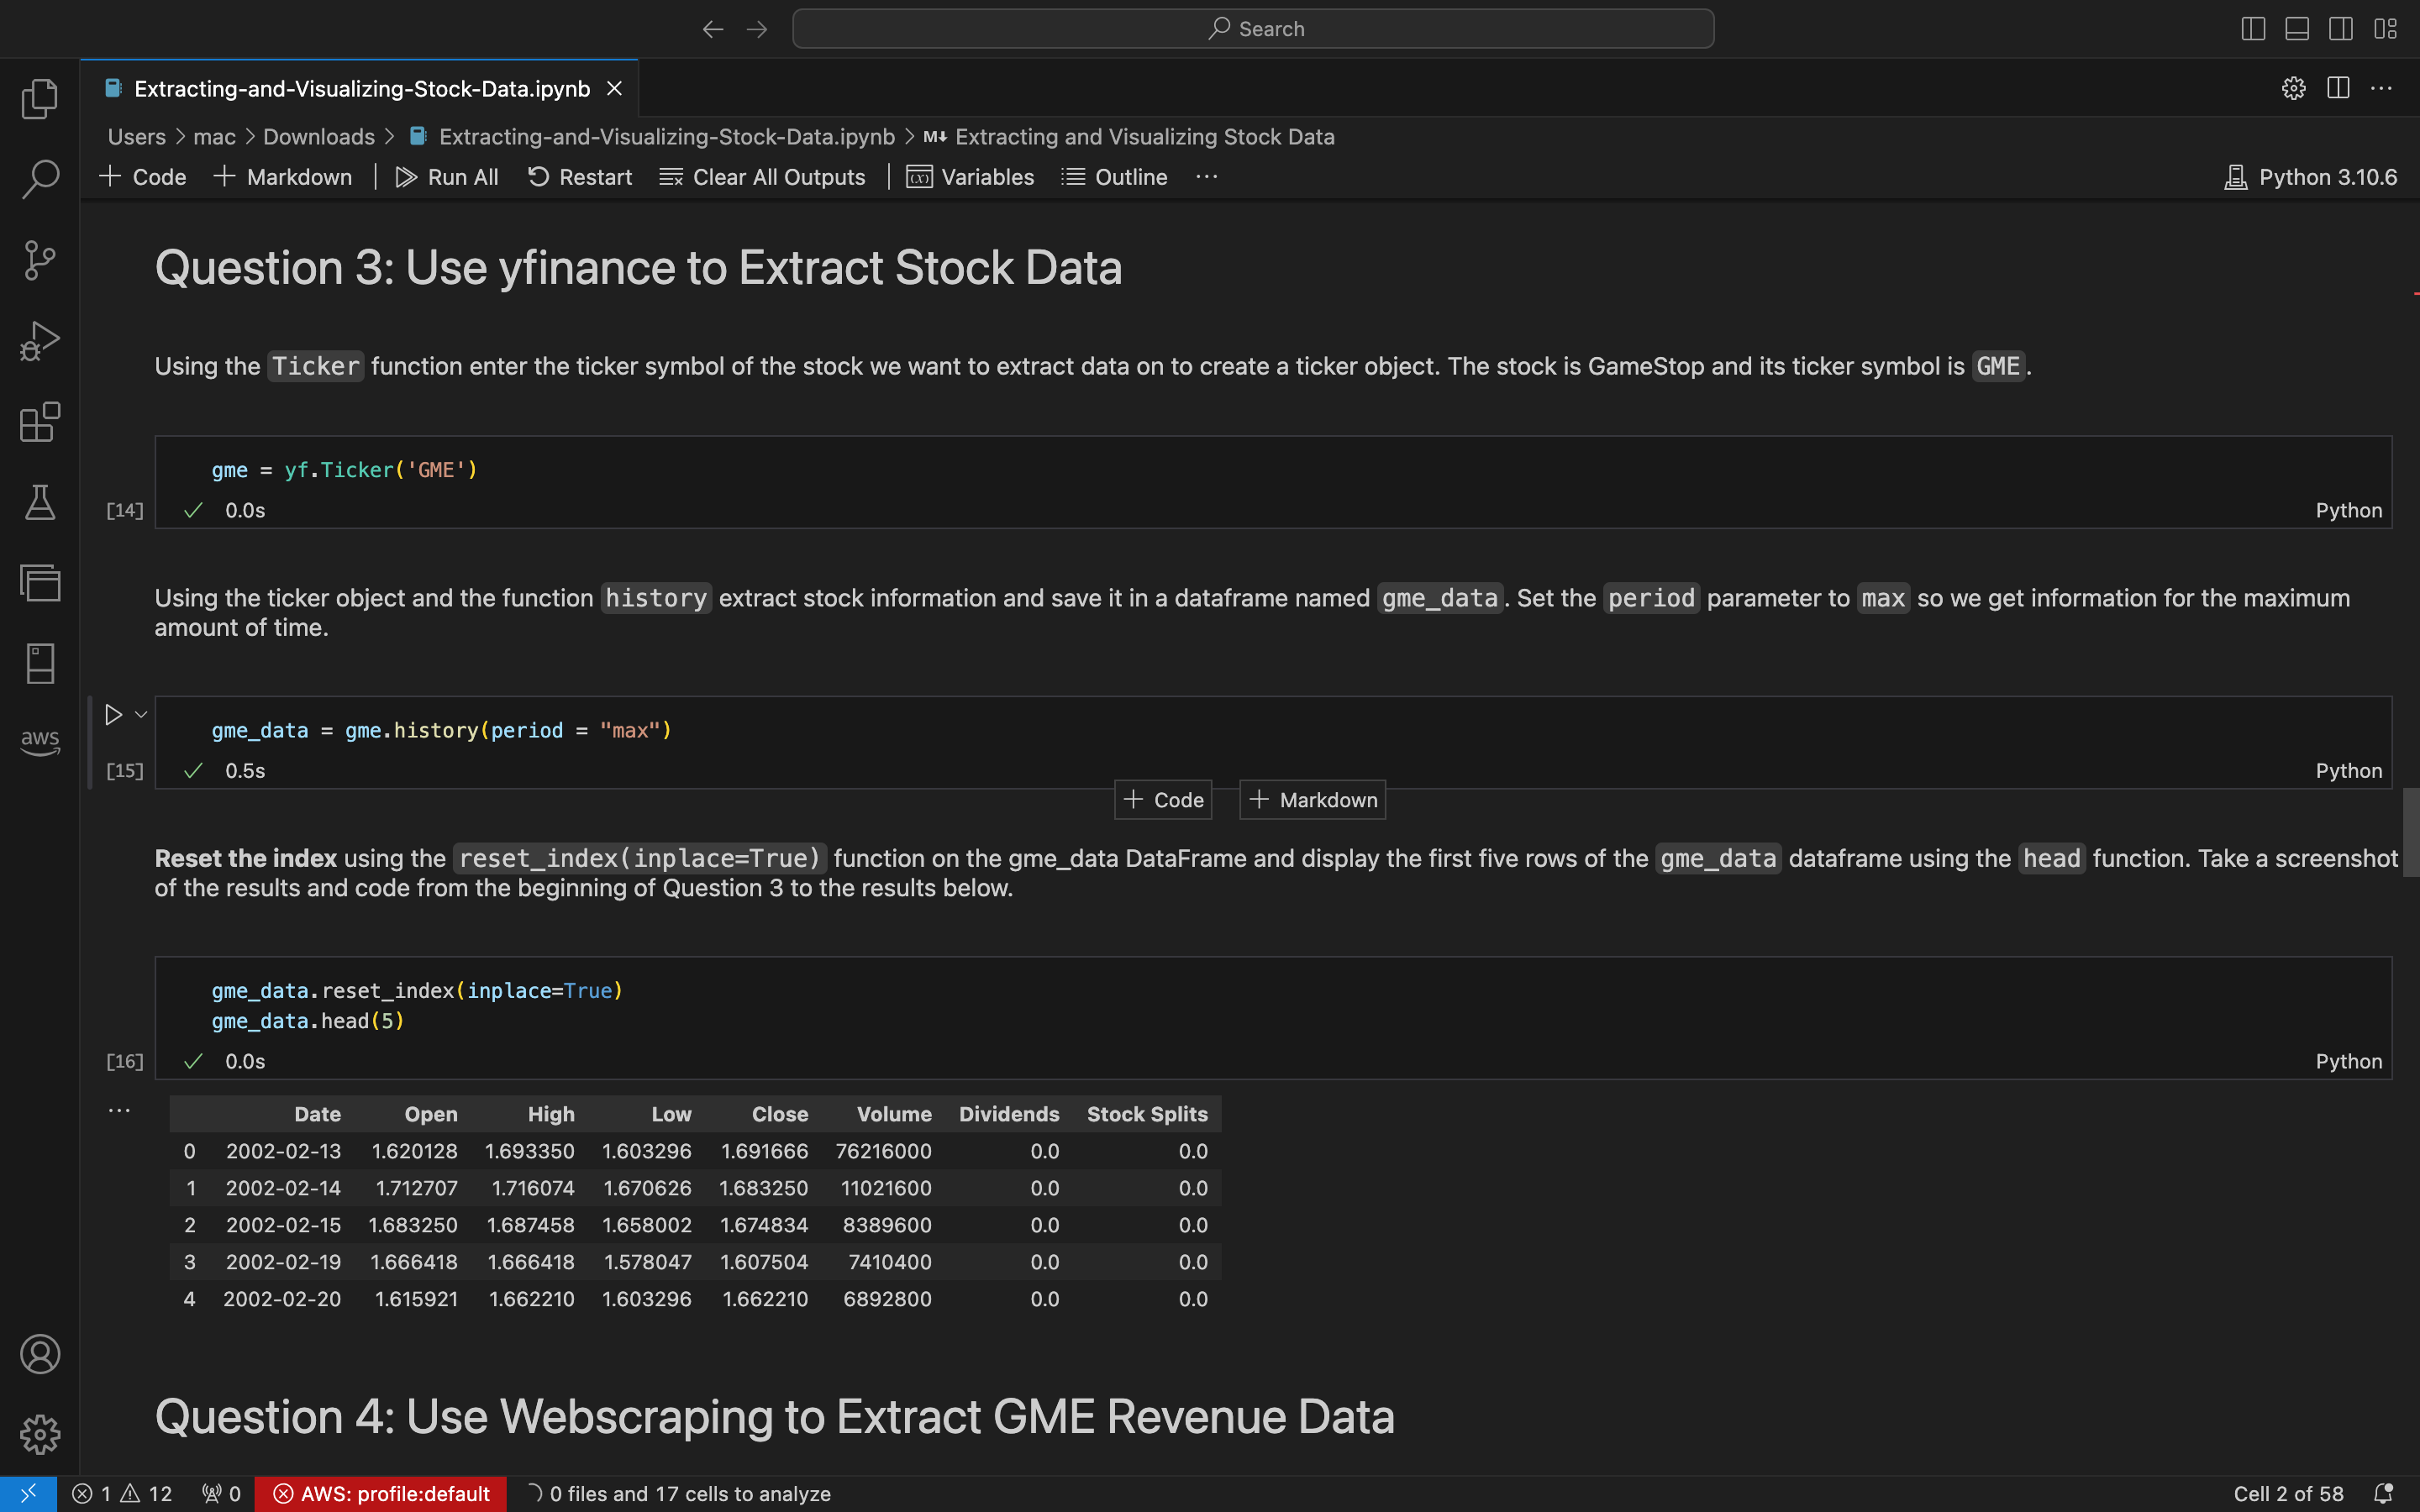 Search
Extracting-and-Visualizing-Stock-Data.ipynb
Users > mac > Downloads > Extracting-and-Visualizing-Stock-Data.ipynb > M↓ Extracting and Visualizing Stock Data
+ Code + Markdown | Run All Restart Clear All Outputs | Variables Outline ... Python 3.10.6
Question 3: Use yfinance to Extract Stock Data
Using the Ticker function enter the ticker symbol of the stock we want to extract data on to create a ticker object. The stock is GameStop and its ticker symbol is GME.
gme = yf.Ticker('GME')
[14] ✓ 0.0s Python
Using the ticker object and the function history extract stock information and save it in a dataframe named gme_data. Set the period parameter to max so we get information for the maximum
amount of time.
gme_data = gme.history(period = "max")
[15] ✓ 0.5s Python
+ Code + Markdown
Reset the index using the reset_index(inplace=True) function on the gme_data DataFrame and display the first five rows of the gme_data dataframe using the head function. Take a screenshot
of the results and code from the beginning of Question 3 to the results below.
gme_data.reset_index(inplace=True)
gme_data.head(5)
[16] ✓ 0.0s Python
... Date Open High Low Close Volume Dividends Stock Splits
0 2002-02-13 1.620128 1.693350 1.603296 1.691666 76216000 0.0 0.0
1 2002-02-14 1.712707 1.716074 1.670626 1.683250 11021600 0.0 0.0
2 2002-02-15 1.683250 1.687458 1.658002 1.674834 8389600 0.0 0.0
3 2002-02-19 1.666418 1.666418 1.578047 1.607504 7410400 0.0 0.0
4 2002-02-20 1.615921 1.662210 1.603296 1.662210 6892800 0.0 0.0
Question 4: Use Webscraping to Extract GME Revenue Data
aws
1 12 0 AWS: profile:default 0 files and 17 cells to analyze Cell 2 of 58